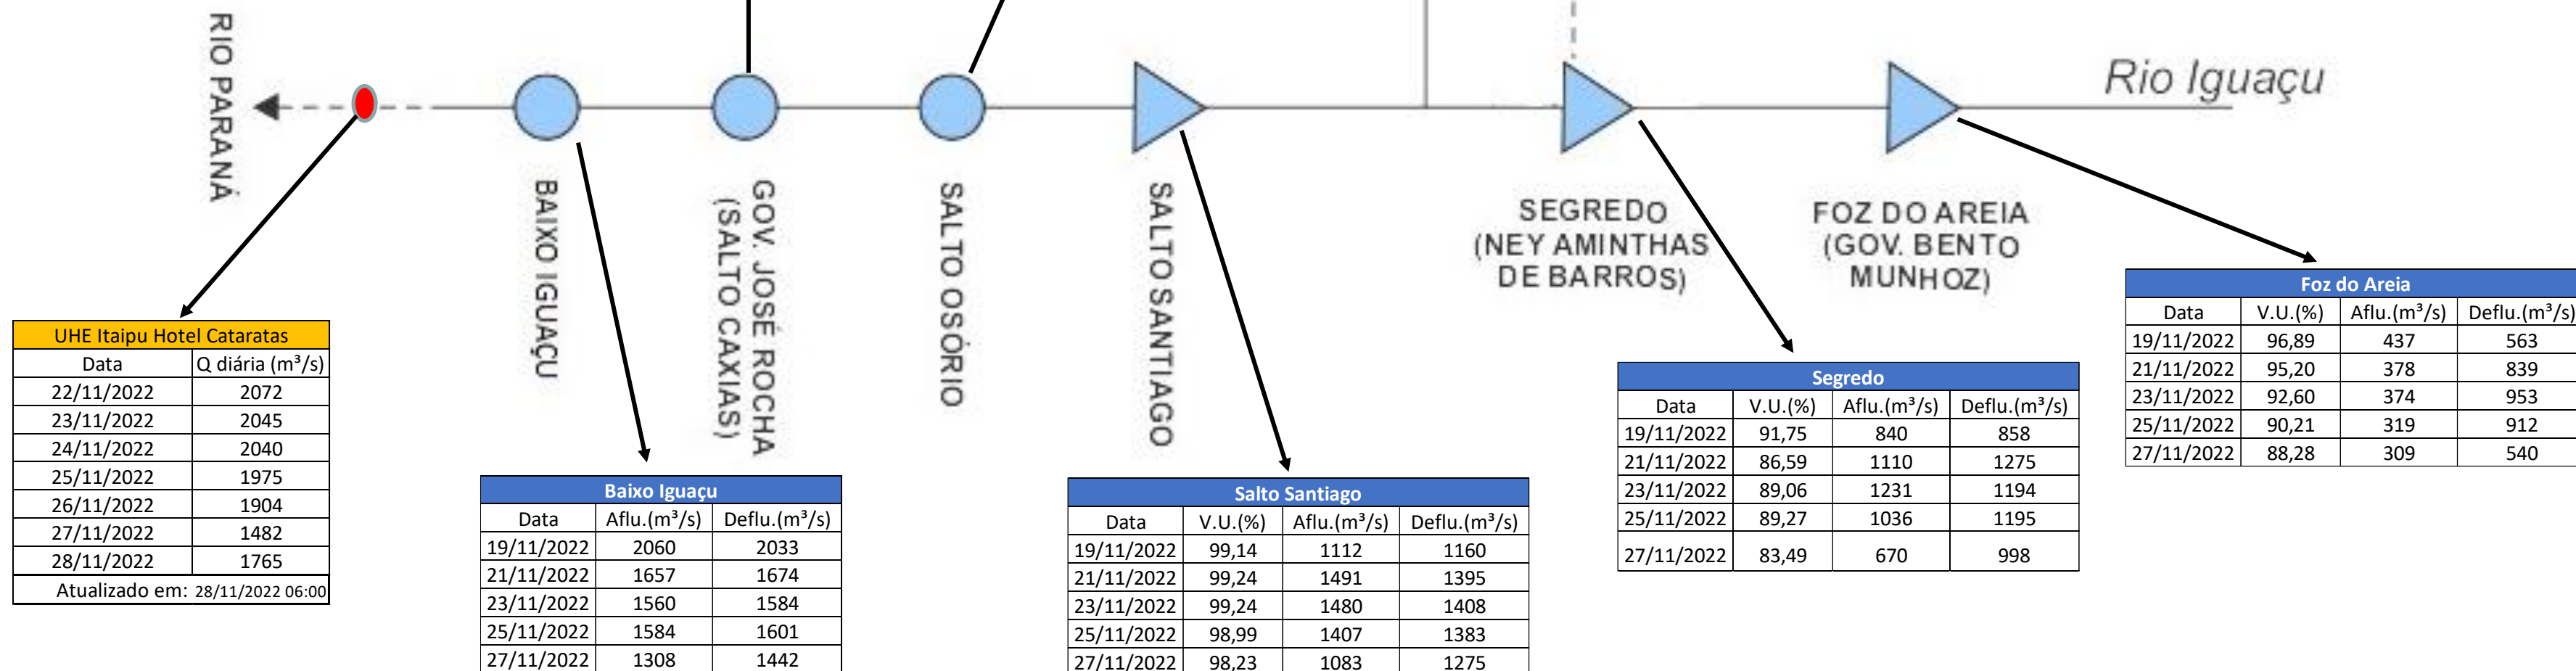 RIO PARANÁ
Rio Iguaçu
BAIXO IGUAÇU
GOV. JOSÉ ROCHA
(SALTO CAXIAS)
SALTO OSÓRIO
SALTO SANTIAGO
SEGREDO
(NEY AMINTHAS
DE BARROS)
FOZ DO AREIA
(GOV. BENTO
MUNHOZ)
UHE Itaipu Hotel Cataratas
Data Q diária (m³/s)
22/11/2022 2072
23/11/2022 2045
24/11/2022 2040
25/11/2022 1975
26/11/2022 1904
27/11/2022 1482
28/11/2022 1765
Atualizado em: 28/11/2022 06:00
Baixo Iguaçu
Data Aflu.(m³/s) Deflu.(m³/s)
19/11/2022 2060 2033
21/11/2022 1657 1674
23/11/2022 1560 1584
25/11/2022 1584 1601
27/11/2022 1308 1442
Salto Santiago
Data V.U.(%) Aflu.(m³/s) Deflu.(m³/s)
19/11/2022 99,14 1112 1160
21/11/2022 99,24 1491 1395
23/11/2022 99,24 1480 1408
25/11/2022 98,99 1407 1383
27/11/2022 98,23 1083 1275
Segredo
Data V.U.(%) Aflu.(m³/s) Deflu.(m³/s)
19/11/2022 91,75 840 858
21/11/2022 86,59 1110 1275
23/11/2022 89,06 1231 1194
25/11/2022 89,27 1036 1195
27/11/2022 83,49 670 998
Foz do Areia
Data V.U.(%) Aflu.(m³/s) Deflu.(m³/s)
19/11/2022 96,89 437 563
21/11/2022 95,20 378 839
23/11/2022 92,60 374 953
25/11/2022 90,21 319 912
27/11/2022 88,28 309 540